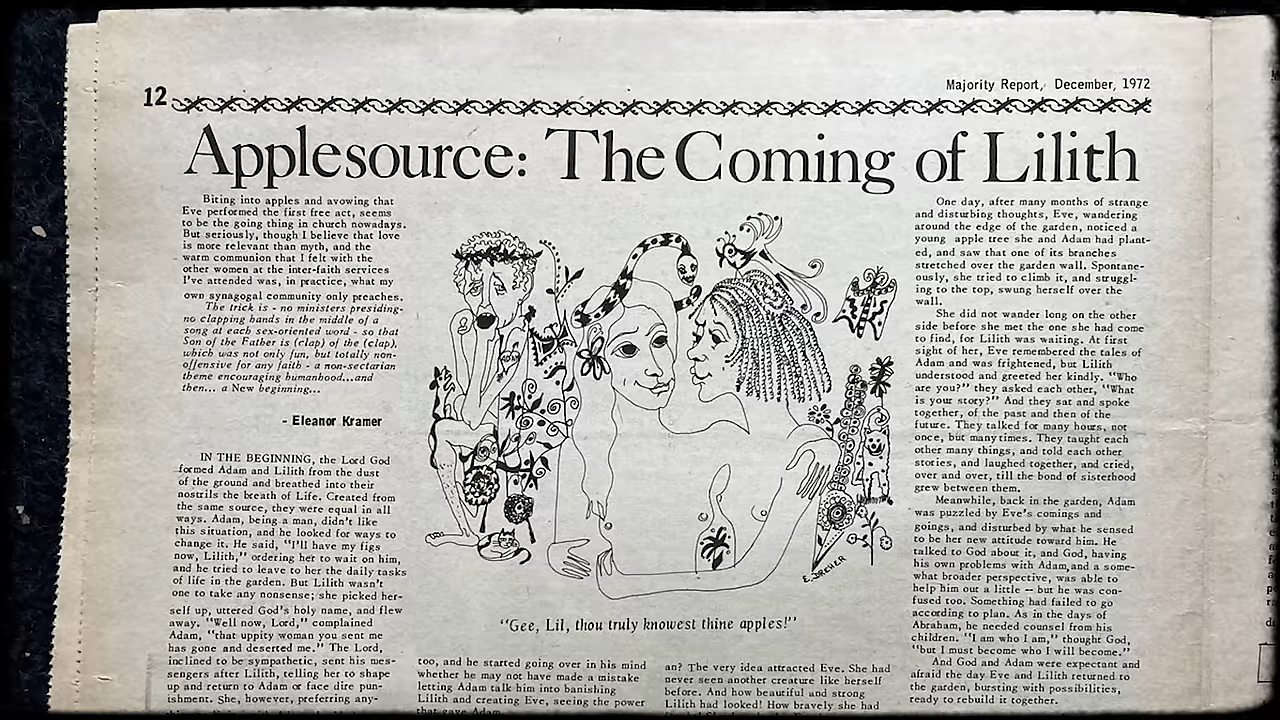 12
Majority Report, December, 1972
Applesource: The Coming of Lilith
Biting into apples and avowing that
Eve performed the first free act, seems
to be the going thing in church nowadays.
But seriously, though I believe that love
is more relevant than myth, and the
warm communion that I felt with the
other women at the inter-faith services
I've attended was, in practice, what my
own synagogal community only preaches.
The trick is - no ministers presiding-
no clapping hands in the middle of a
song at each sex-oriented word - so that
Son of the Father is (clap) of the (clap),
which was not only fun, but totally non-
offensive for any faith - a non-sectarian
theme encouraging humanhood...and
then... a New beginning...
- Eleanor Kramer
IN THE BEGINNING, the Lord God
formed Adam and Lilith from the dust
of the ground and breathed into their
nostrils the breath of Life. Created from
the same source, they were equal in all
ways. Adam, being a man, didn't like
this situation, and he looked for ways to
change it. He said, "I'll have my figs
now, Lilith," ordering her to wait on him,
and he tried to leave to her the daily tasks
of life in the garden. But Lilith wasn't
one to take any nonsense; she picked her-
self up, uttered God's holy name, and flew
away. "Well now, Lord," complained
Adam, "that uppity woman you sent me
has gone and deserted me." The Lord,
inclined to be sympathetic, sent his mes-
sengers after Lilith, telling her to shape
up and return to Adam or face dire pun-
ishment. She, however, preferring any-
ADAM
E. DREHER
"Gee, Lil, thou truly knowest thine apples!"
too, and he started going over in his mind
whether he may not have made a mistake
letting Adam talk him into banishing
Lilith and creating Eve, seeing the power
that gave Adam
an? The very idea attracted Eve. She had
never seen another creature like herself
before. And how beautiful and strong
Lilith had looked! How bravely she had
One day, after many months of strange
and disturbing thoughts, Eve, wandering
around the edge of the garden, noticed a
young apple tree she and Adam had plant-
ed, and saw that one of its branches
stretched over the garden wall. Spontane-
ously, she tried to climb it, and struggl-
ing to the top, swung herself over the
wall.
She did not wander long on the other
side before she met the one she had come
to find, for Lilith was waiting. At first
sight of her, Eve remembered the tales of
Adam and was frightened, but Lilith
understood and greeted her kindly. "Who
are you?" they asked each other, "What
is your story?" And they sat and spoke
together, of the past and then of the
future. They talked for many hours, not
once, but many times. They taught each
other many things, and told each other
stories, and laughed together, and cried,
over and over, till the bond of sisterhood
grew between them.
Meanwhile, back in the garden, Adam
was puzzled by Eve's comings and
goings, and disturbed by what he sensed
to be her new attitude toward him. He
talked to God about it, and God, having
his own problems with Adam and a some-
what broader perspective, was able to
help him out a little -- but he was con-
fused too. Something had failed to go
according to plan. As in the days of
Abraham, he needed counsel from his
children. "I am who I am," thought God,
"but I must become who I will become."
And God and Adam were expectant and
afraid the day Eve and Lilith returned to
the garden, bursting with possibilities,
ready to rebuild it together.